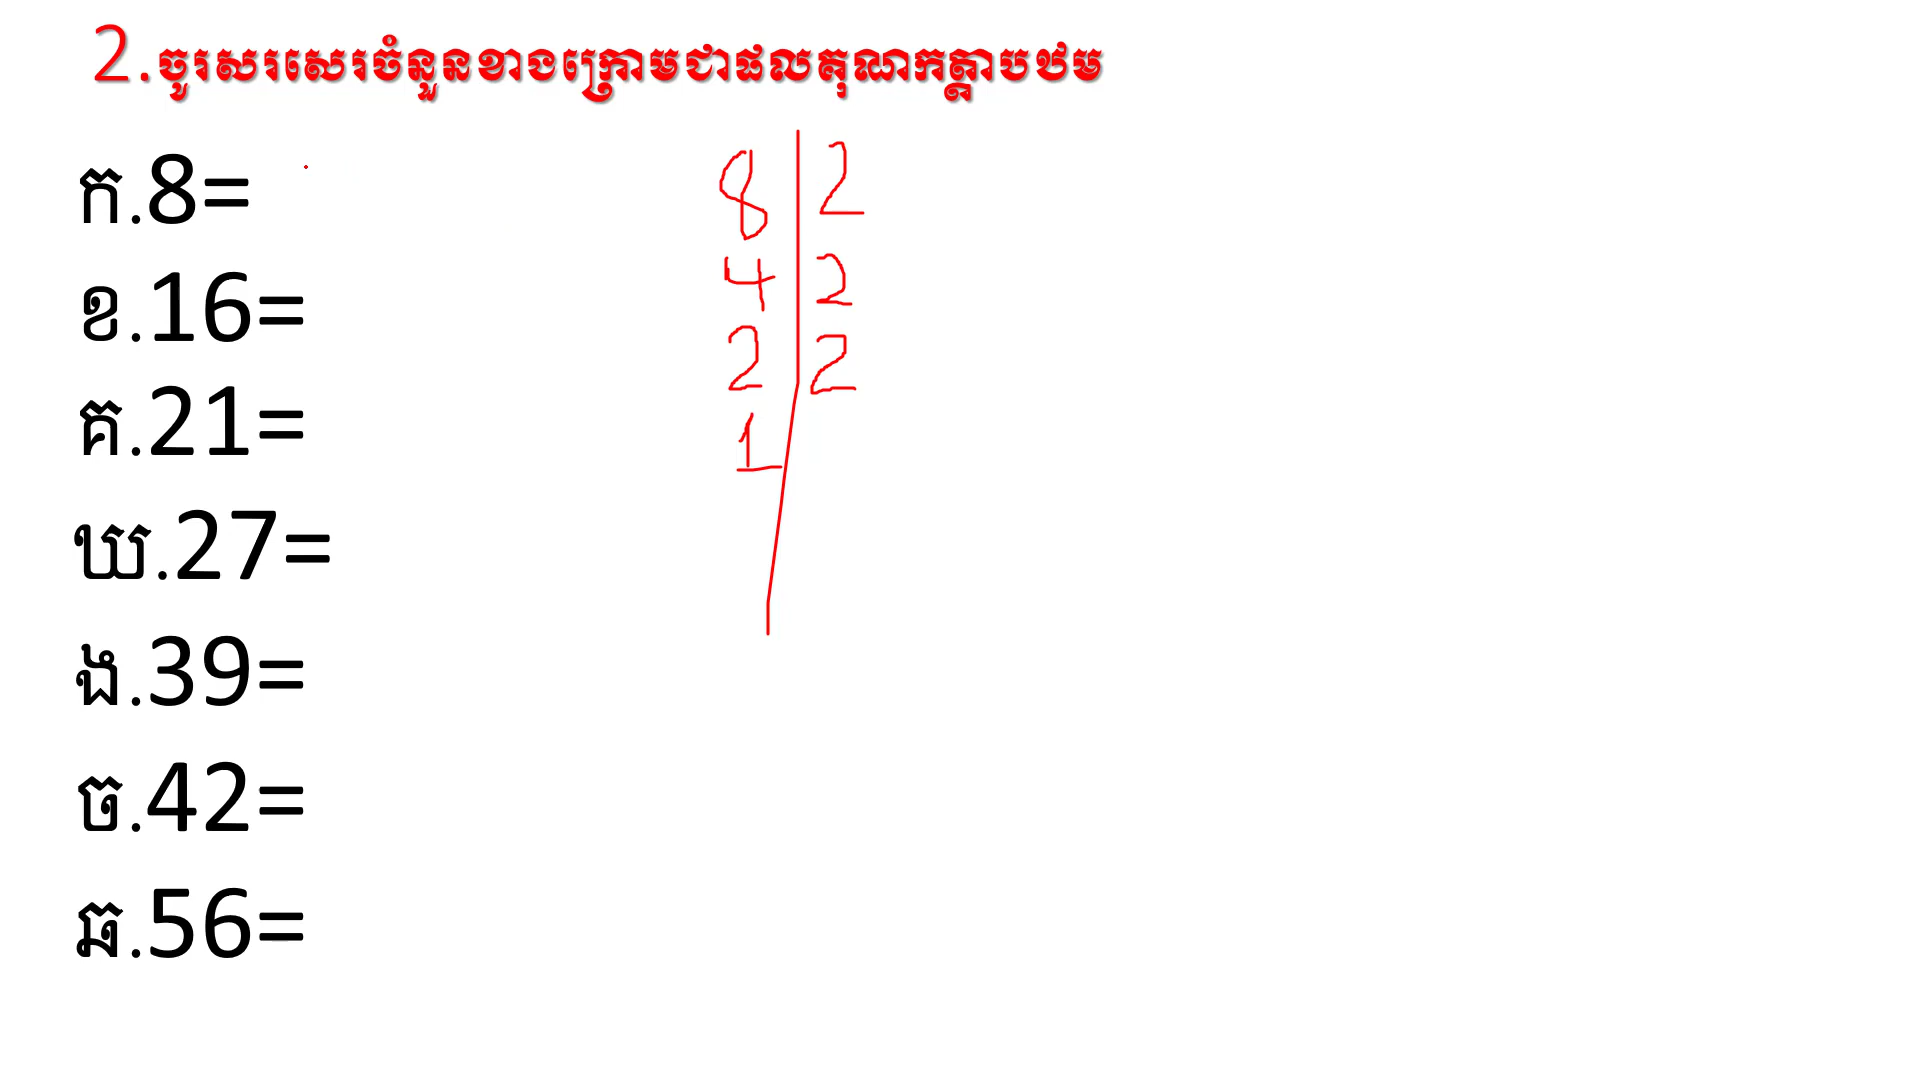 2.ចូរសរសេរចំនួនខាងក្រោមជាផលគុណកត្តាបឋម
ក.8=
ខ.16=
គ.21=
ឃ.27=
ង.39=
ច.42=
ឆ.56=
8 2
4 2
2 2
1